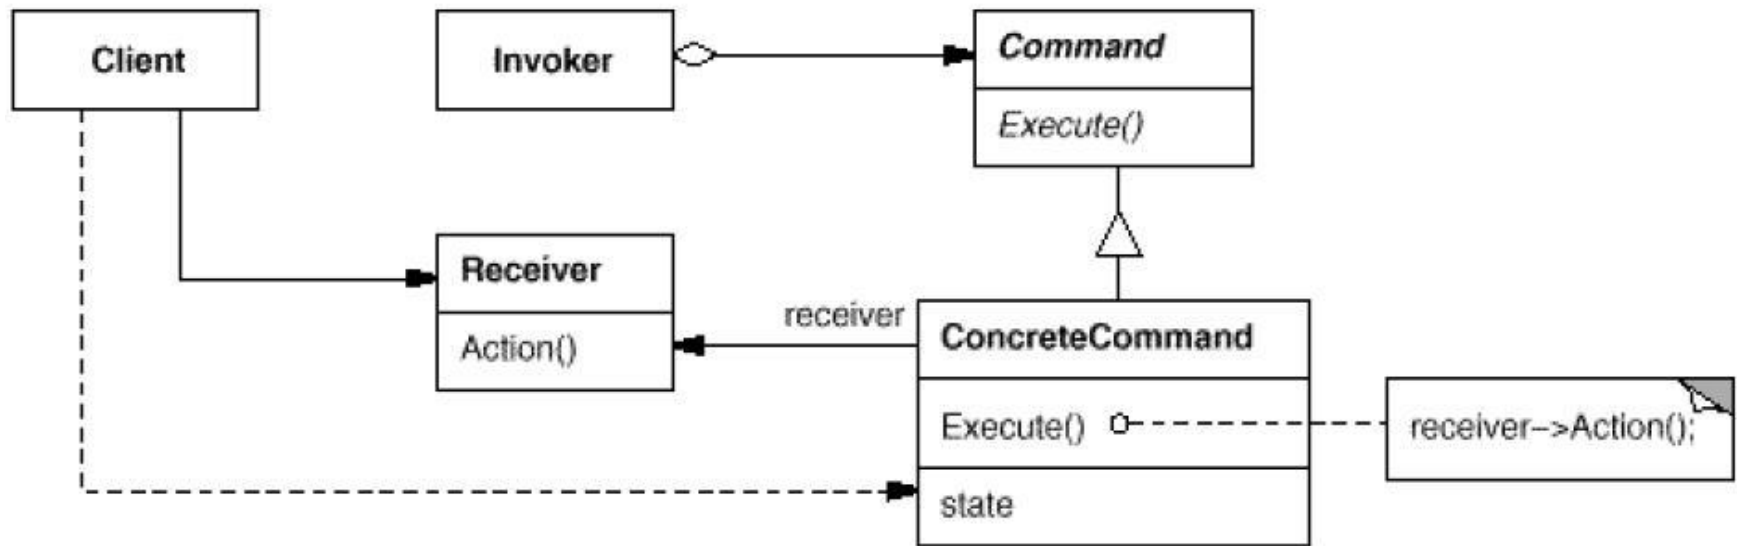 Client
Invoker
Command
Execute()
Receiver
Action()
receiver
ConcreteCommand
Execute()
receiver–>Action();
state